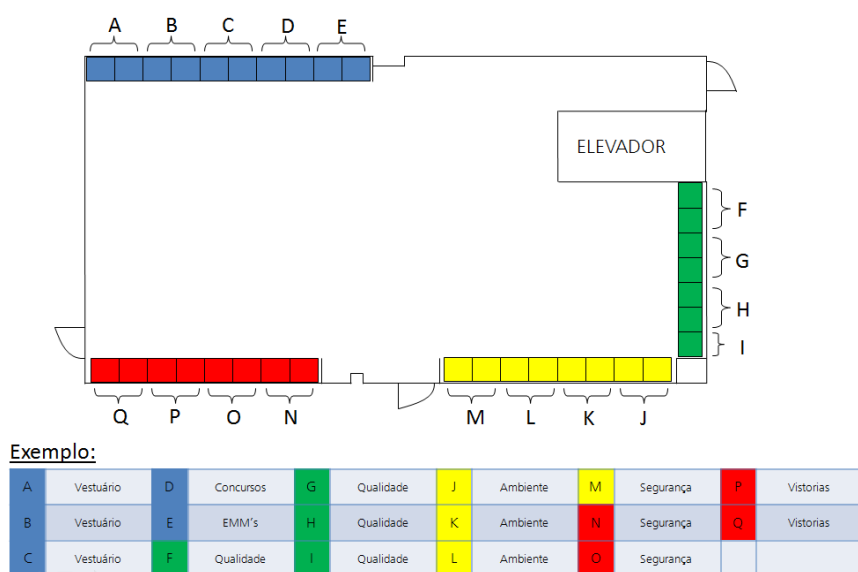 A B C D E
ELEVADOR
F
G
H
I
Q P O N M L K J
Exemplo:
A Vestuário D Concursos G Qualidade J Ambiente M Segurança P Vistorias
B Vestuário E EMM's H Qualidade K Ambiente N Segurança Q Vistorias
C Vestuário F Qualidade I Qualidade L Ambiente O Segurança